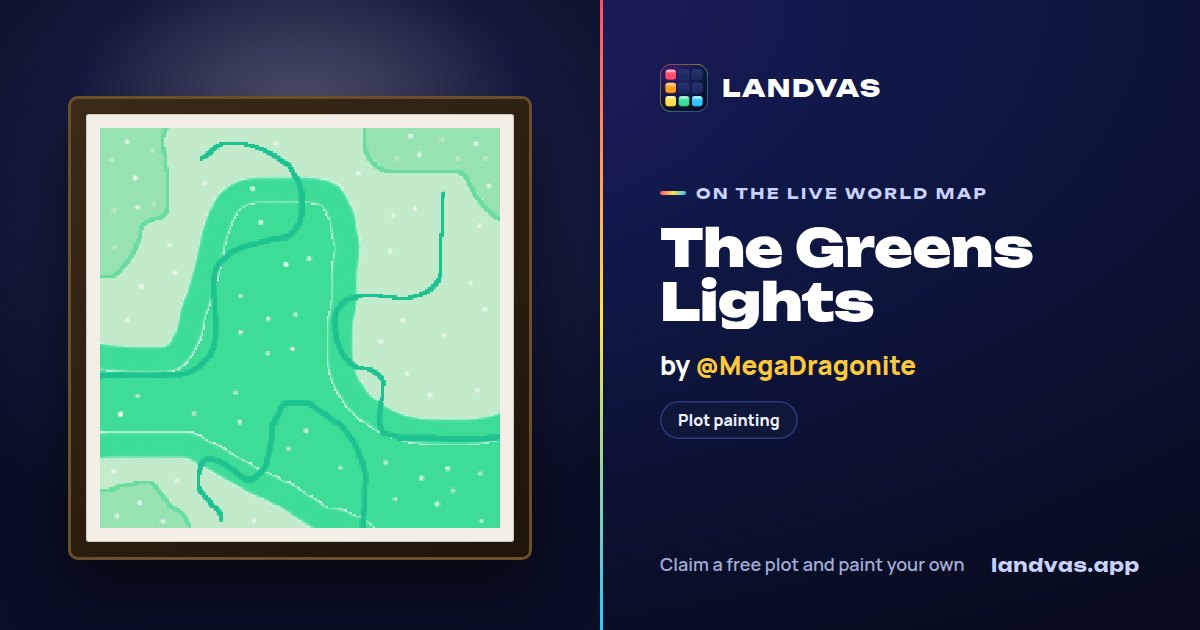 LANDVAS
ON THE LIVE WORLD MAP
The Greens
Lights
by @MegaDragonite
Plot painting
Claim a free plot and paint your own landvas.app